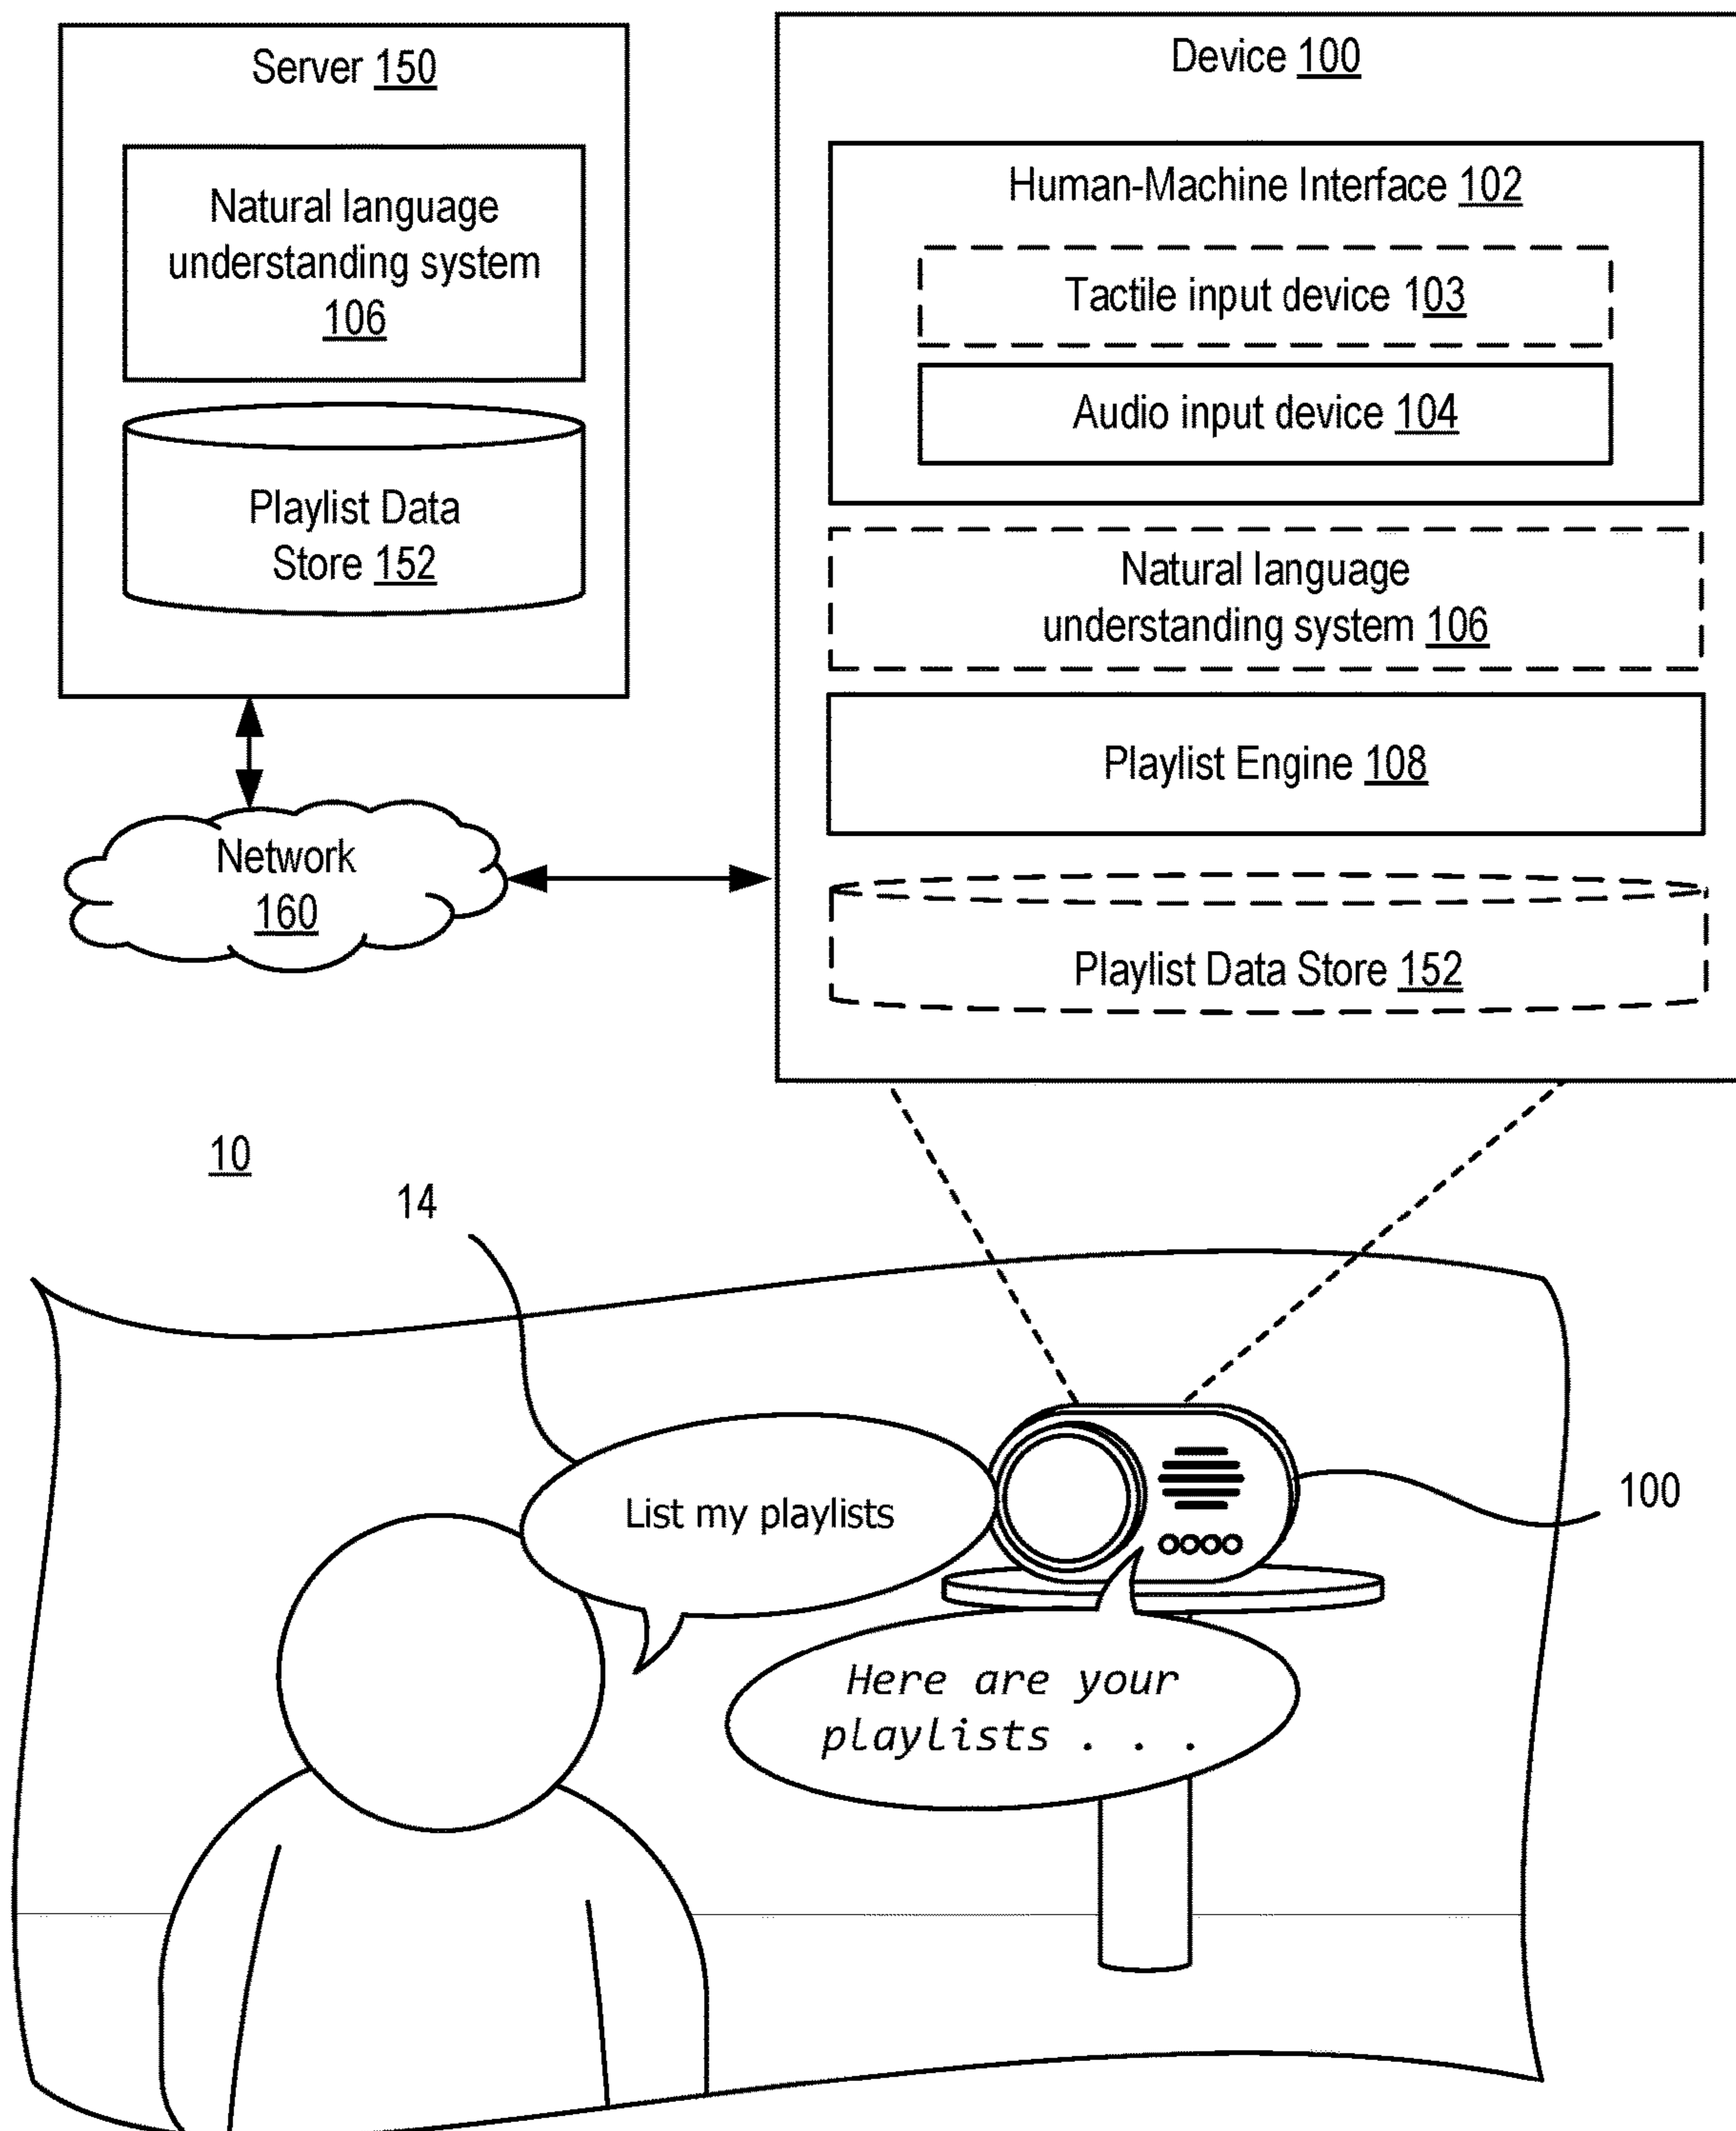 Server 150
Natural language
understanding system
106
Playlist Data
Store 152
Network
160
Device 100
Human-Machine Interface 102
Tactile input device 103
Audio input device 104
Natural language
understanding system 106
Playlist Engine 108
Playlist Data Store 152
10
14
List my playlists
100
Here are your
playlists . . .